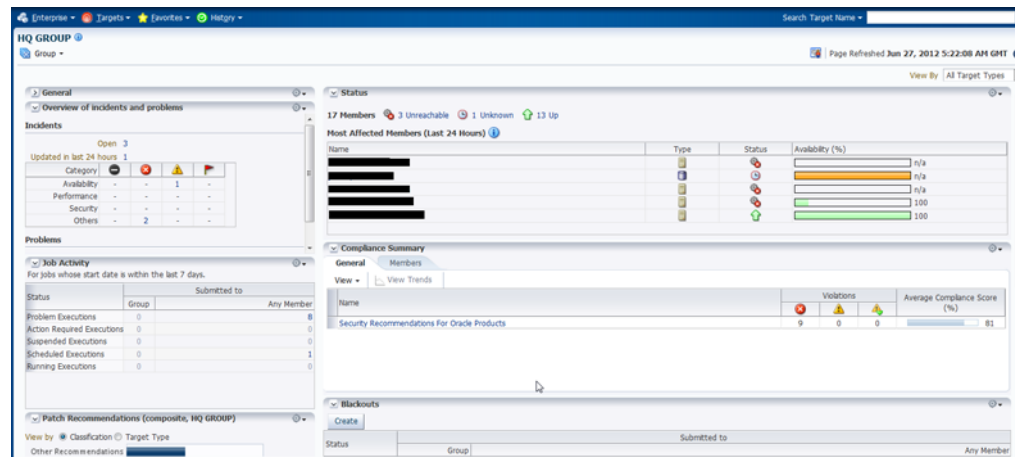 Enterprise Targets Favorites History Search Target Name
HQ GROUP
Group Page Refreshed Jun 27, 2012 5:22:08 AM GMT
View By All Target Types
General
Overview of incidents and problems
Incidents
Open 3
Updated in last 24 hours 1
Category
Availability - - 1 -
Performance - - - -
Security - - - -
Others - 2 - -
Problems
Job Activity
For jobs whose start date is within the last 7 days.
Status Submitted to
Group Any Member
Problem Executions 0 8
Action Required Executions 0 0
Suspended Executions 0 0
Scheduled Executions 0 1
Running Executions 0 0
Patch Recommendations (composite, HQ GROUP)
View by Classification Target Type
Other Recommendations
Status
17 Members 3 Unreachable 1 Unknown 13 Up
Most Affected Members (Last 24 Hours)
Name Type Status Availability (%)
n/a
n/a
100
100
Compliance Summary
General Members
View View Trends
Name Violations Average Compliance Score (%)
Security Recommendations For Oracle Products 9 0 0 81
Blackouts
Create
Status Submitted to
Group Any Member